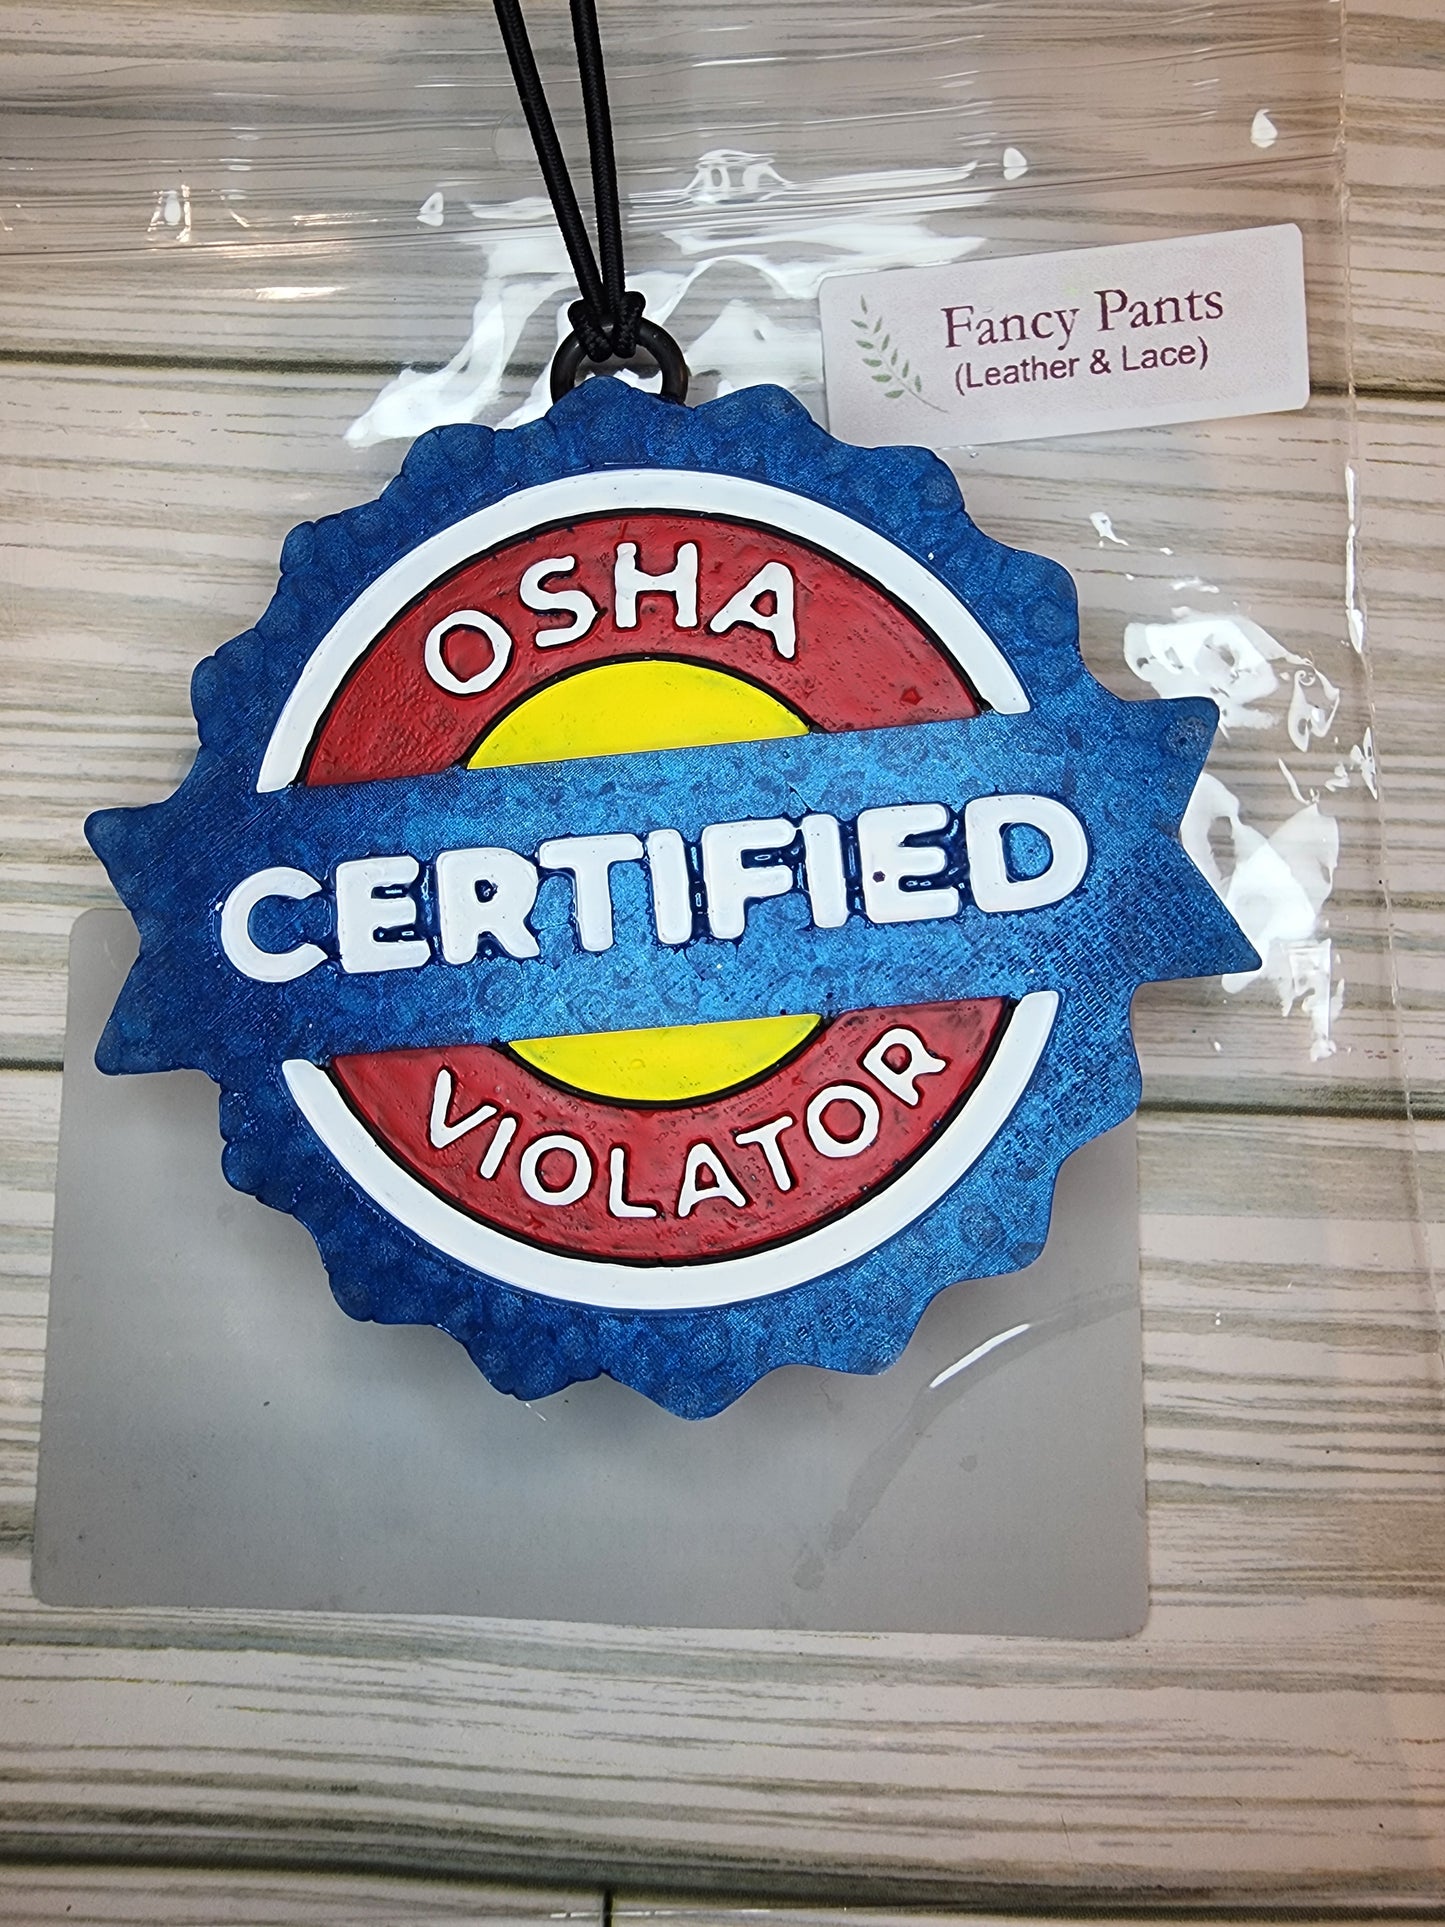 Fancy Pants
(Leather & Lace)
OSHA
CERTIFIED
VIOLATOR